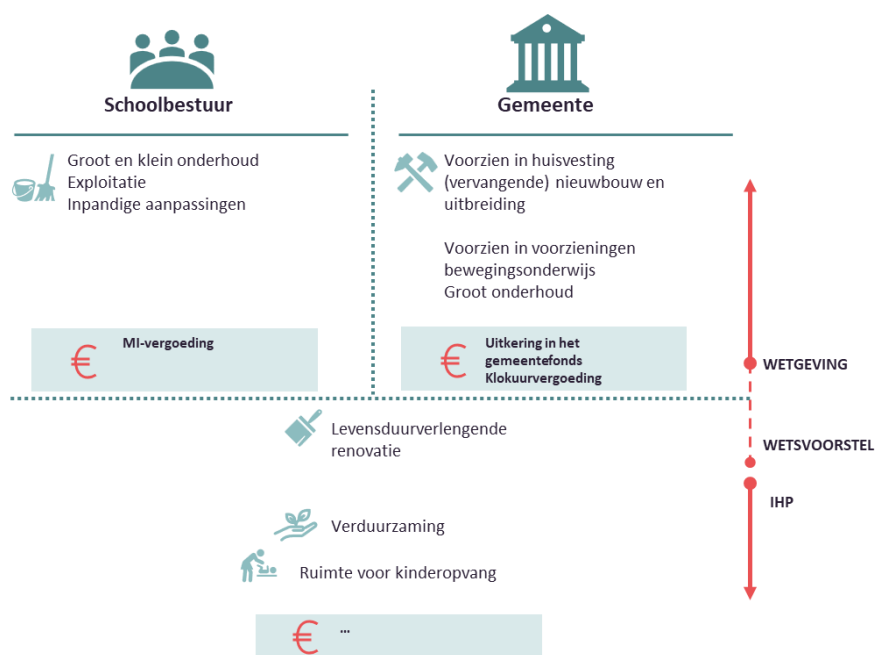 Schoolbestuur
Groot en klein onderhoud
Exploitatie
Inpandige aanpassingen
€
MI-vergoeding
Gemeente
Voorzien in huisvesting
(vervangende) nieuwbouw en
uitbreiding
Voorzien in voorzieningen
bewegingsonderwijs
Groot onderhoud
€
Uitkering in het
gemeentefonds
Klokuurvergoeding
WETGEVING
Levensduurverlengende
renovatie
WETSVOORSTEL
IHP
Verduurzaming
Ruimte voor kinderopvang
€
...